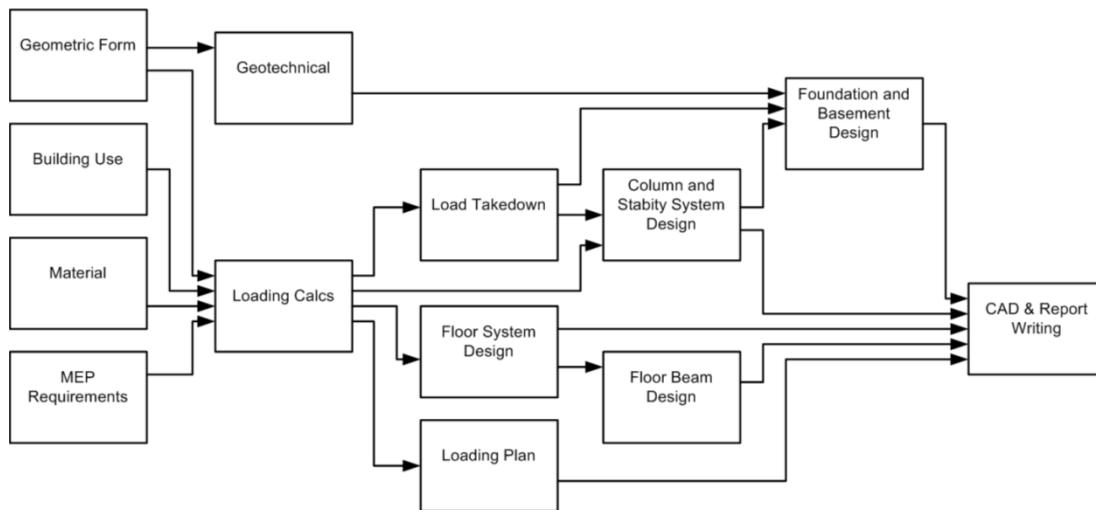 Geometric Form
Geotechnical
Foundation and
Basement
Design
Building Use
Load Takedown
Column and
Stabity System
Design
Material
Loading Calcs
CAD & Report
Writing
Floor System
Design
MEP
Requirements
Floor Beam
Design
Loading Plan